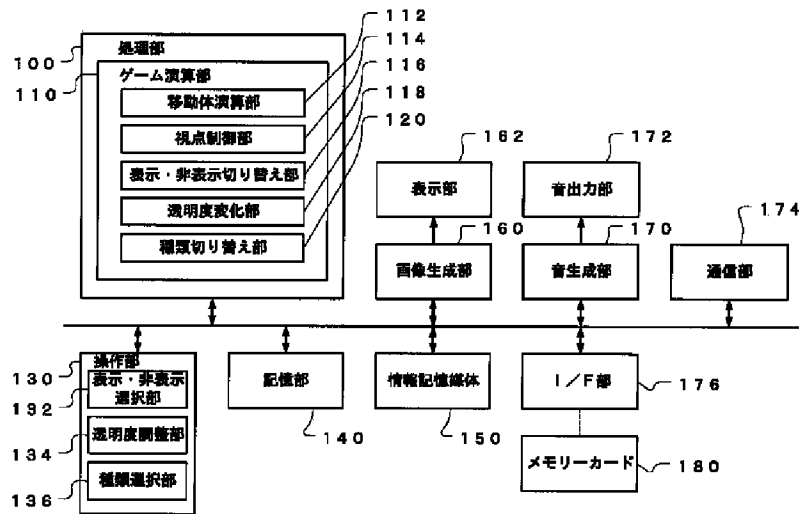 100
処理部
110
ゲーム演算部
移動体演算部
視点制御部
表示・非表示切り替え部
透明度変化部
種類切り替え部
112
114
116
118
120
162
表示部
172
音出力部
160
画像生成部
170
音生成部
174
通信部
130
操作部
132
表示・非表示
選択部
134
透明度調整部
136
種類選択部
記憶部
140
情報記憶媒体
150
I/F部
176
メモリーカード
180